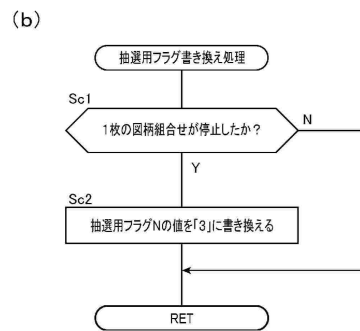 (b)
抽選用フラグ書き換え処理
Sc1
1枚の図柄組合せが停止したか？
N
Y
Sc2
抽選用フラグNの値を「3」に書き換える
RET